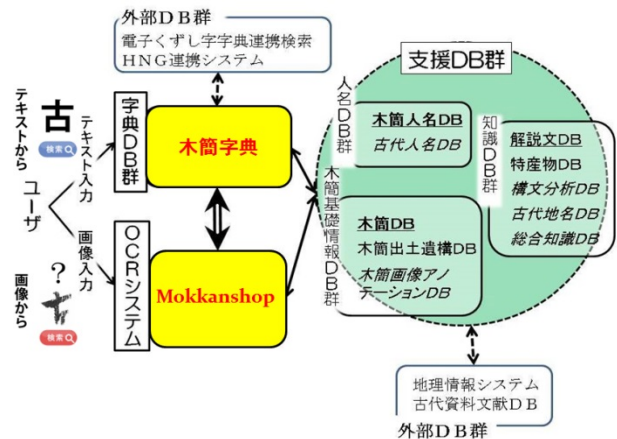 外部DB群
電子くずし字字典連携検索
HNG連携システム
支援DB群
テキストから
古
検索
テキスト入力
ユーザ
画像入力
?
画像から
検索
字典DB群
木簡字典
OCRシステム
Mokkanshop
人名DB群
木簡人名DB
古代人名DB
知識DB群
解説文DB
特産物DB
構文分析DB
古代地名DB
総合知識DB
木簡基礎情報DB群
木簡DB
木簡出土遺構DB
木簡画像アノ
テーションDB
地理情報システム
古代資料文献DB
外部DB群